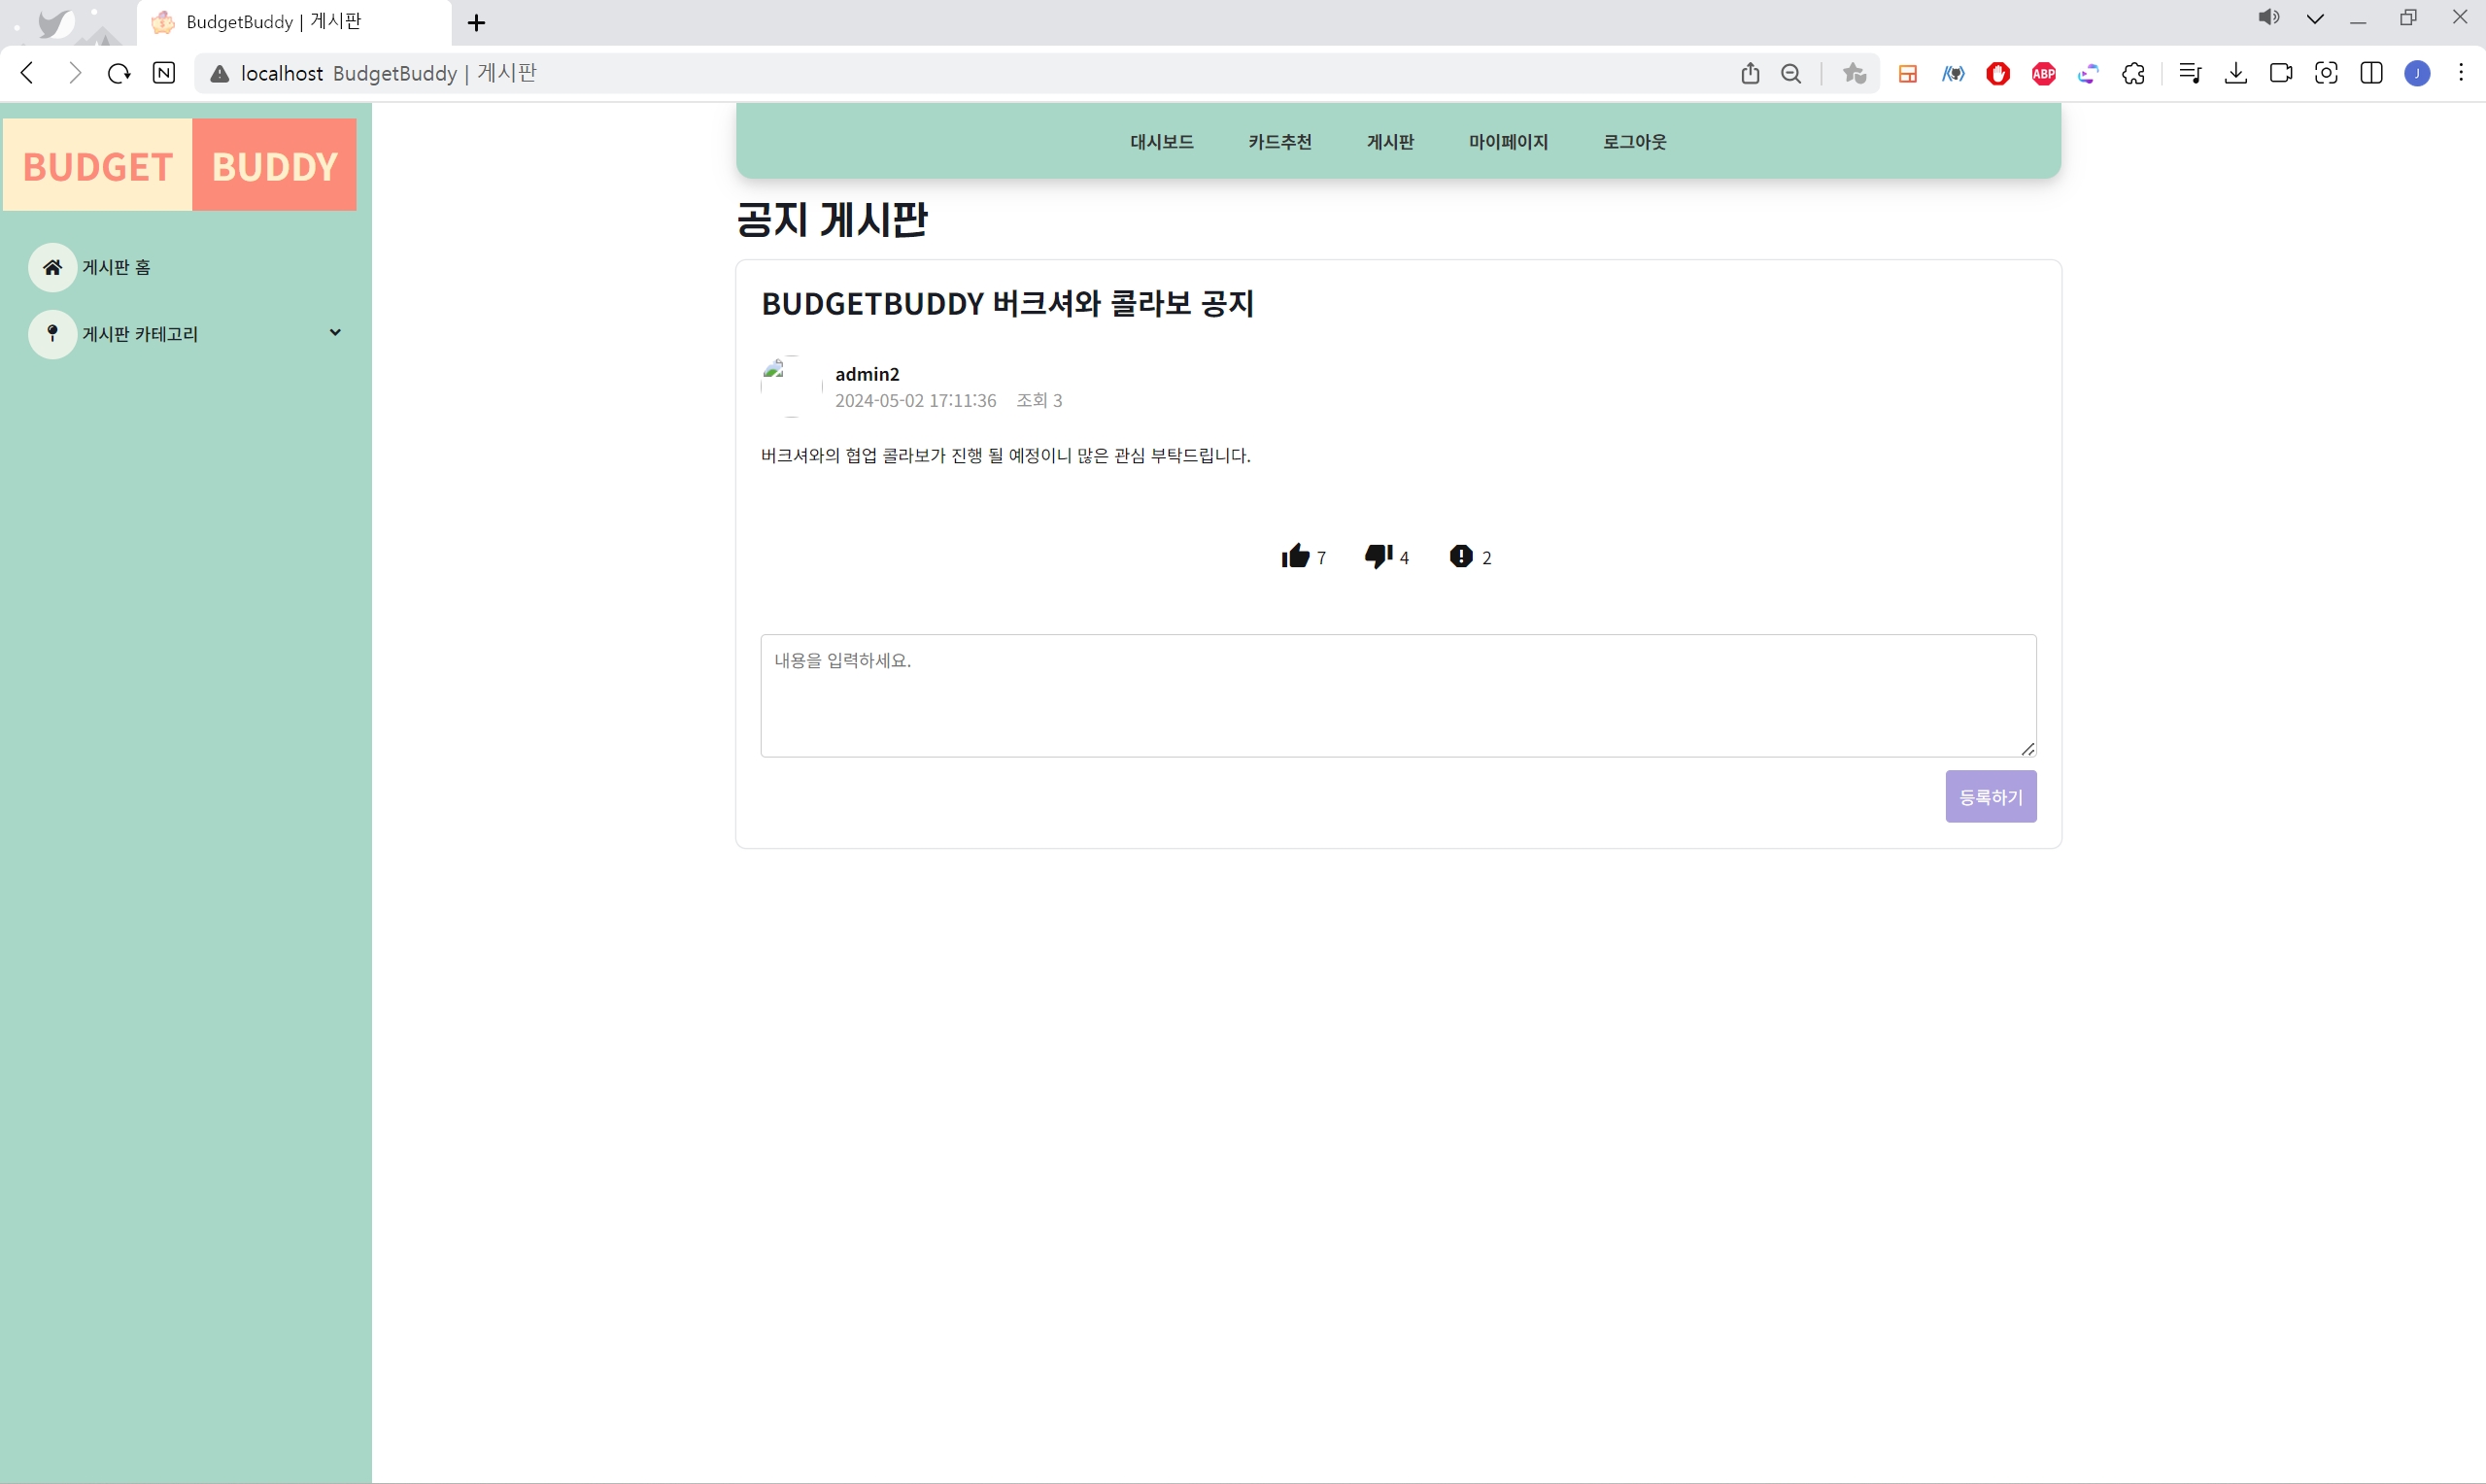 BudgetBuddy | 게시판
localhost BudgetBuddy | 게시판
N
ABP
J
BUDGET BUDDY
대시보드 카드추천 게시판 마이페이지 로그아웃
게시판 홈
게시판 카테고리
공지 게시판
BUDGETBUDDY 버크셔와 콜라보 공지
admin2
2024-05-02 17:11:36 조회 3
버크셔와의 협업 콜라보가 진행 될 예정이니 많은 관심 부탁드립니다.
7 4 2
내용을 입력하세요.
등록하기